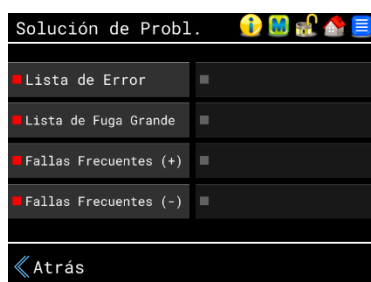 Solución de Probl.
Lista de Error
Lista de Fuga Grande
Fallas Frecuentes (+)
Fallas Frecuentes (-)
Atrás